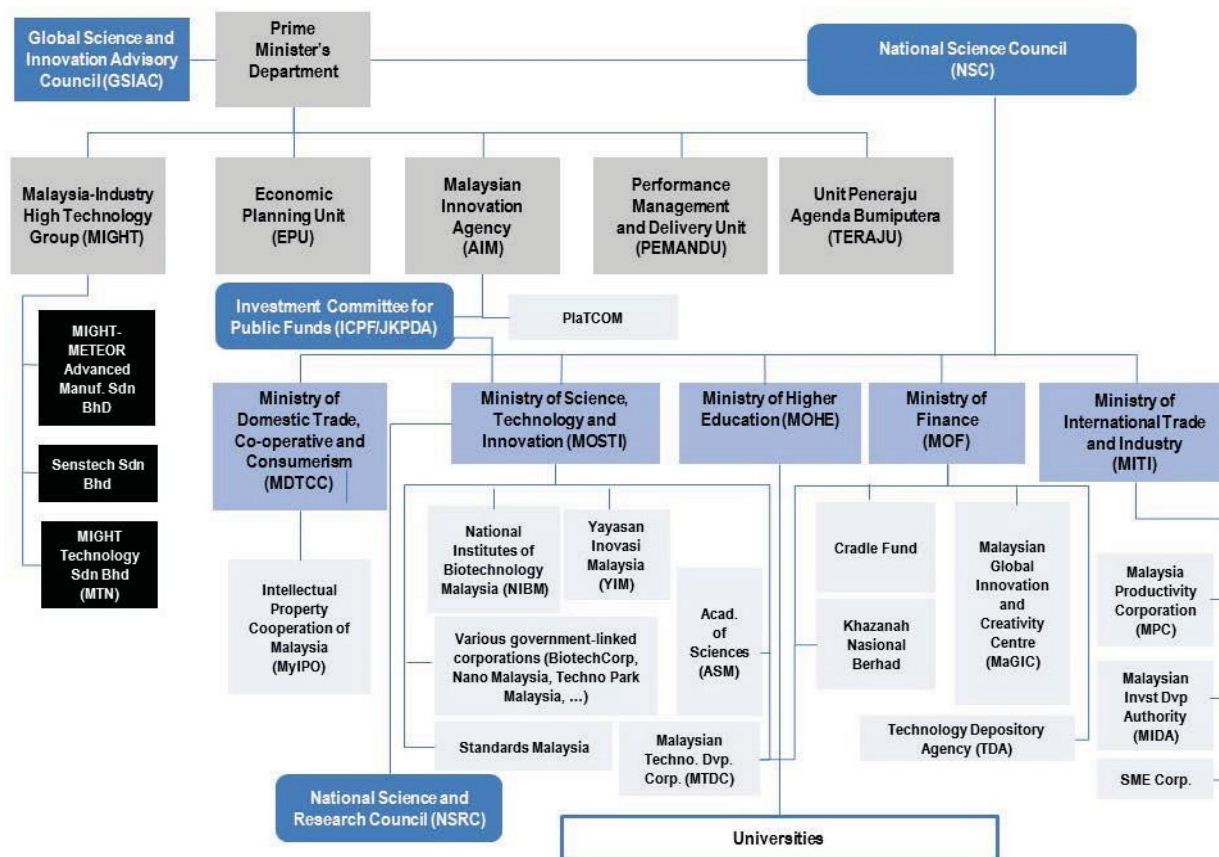 Global Science and
Innovation Advisory
Council (GSIAC)
Prime
Minister's
Department
National Science Council
(NSC)
Malaysia-Industry
High Technology
Group (MIGHT)
Economic
Planning Unit
(EPU)
Malaysian
Innovation
Agency
(AIM)
Performance
Management
and Delivery Unit
(PEMANDU)
Unit Peneraju
Agenda Bumiputera
(TERAJU)
Investment Committee for
Public Funds (ICPF/JKPDA)
PlaTCOM
MIGHT-
METEOR
Advanced
Manuf. Sdn
BhD
Senstech Sdn
Bhd
MIGHT
Technology
Sdn Bhd
(MTN)
Ministry of
Domestic Trade,
Co-operative and
Consumerism
(MDTCC)
Ministry of Science,
Technology and
Innovation (MOSTI)
Ministry of Higher
Education (MOHE)
Ministry of
Finance
(MOF)
Ministry of
International Trade
and Industry
(MITI)
Intellectual
Property
Cooperation of
Malaysia
(MyIPO)
National
Institutes of
Biotechnology
Malaysia (NIBM)
Yayasan
Inovasi
Malaysia
(YIM)
Various government-linked
corporations (BiotechCorp,
Nano Malaysia, Techno Park
Malaysia, ...)
Acad.
of
Sciences
(ASM)
Standards Malaysia
Malaysian
Techno. Dvp.
Corp. (MTDC)
Cradle Fund
Khazanah
Nasional
Berhad
Malaysian
Global
Innovation
and
Creativity
Centre
(MaGIC)
Technology Depository
Agency (TDA)
Malaysia
Productivity
Corporation
(MPC)
Malaysian
Invst Dvp
Authority
(MIDA)
SME Corp.
National Science and
Research Council (NSRC)
Universities